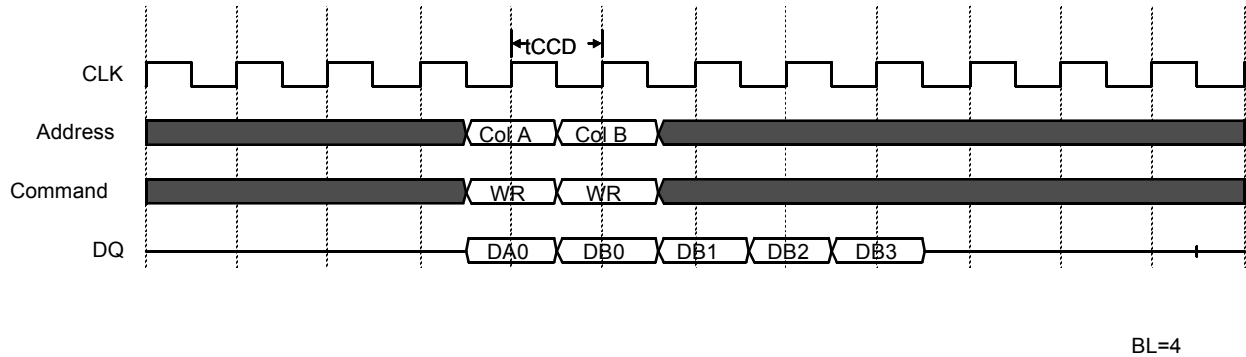 tCCD
CLK
Address Col A Col B
Command WR WR
DQ DA0 DB0 DB1 DB2 DB3
BL=4